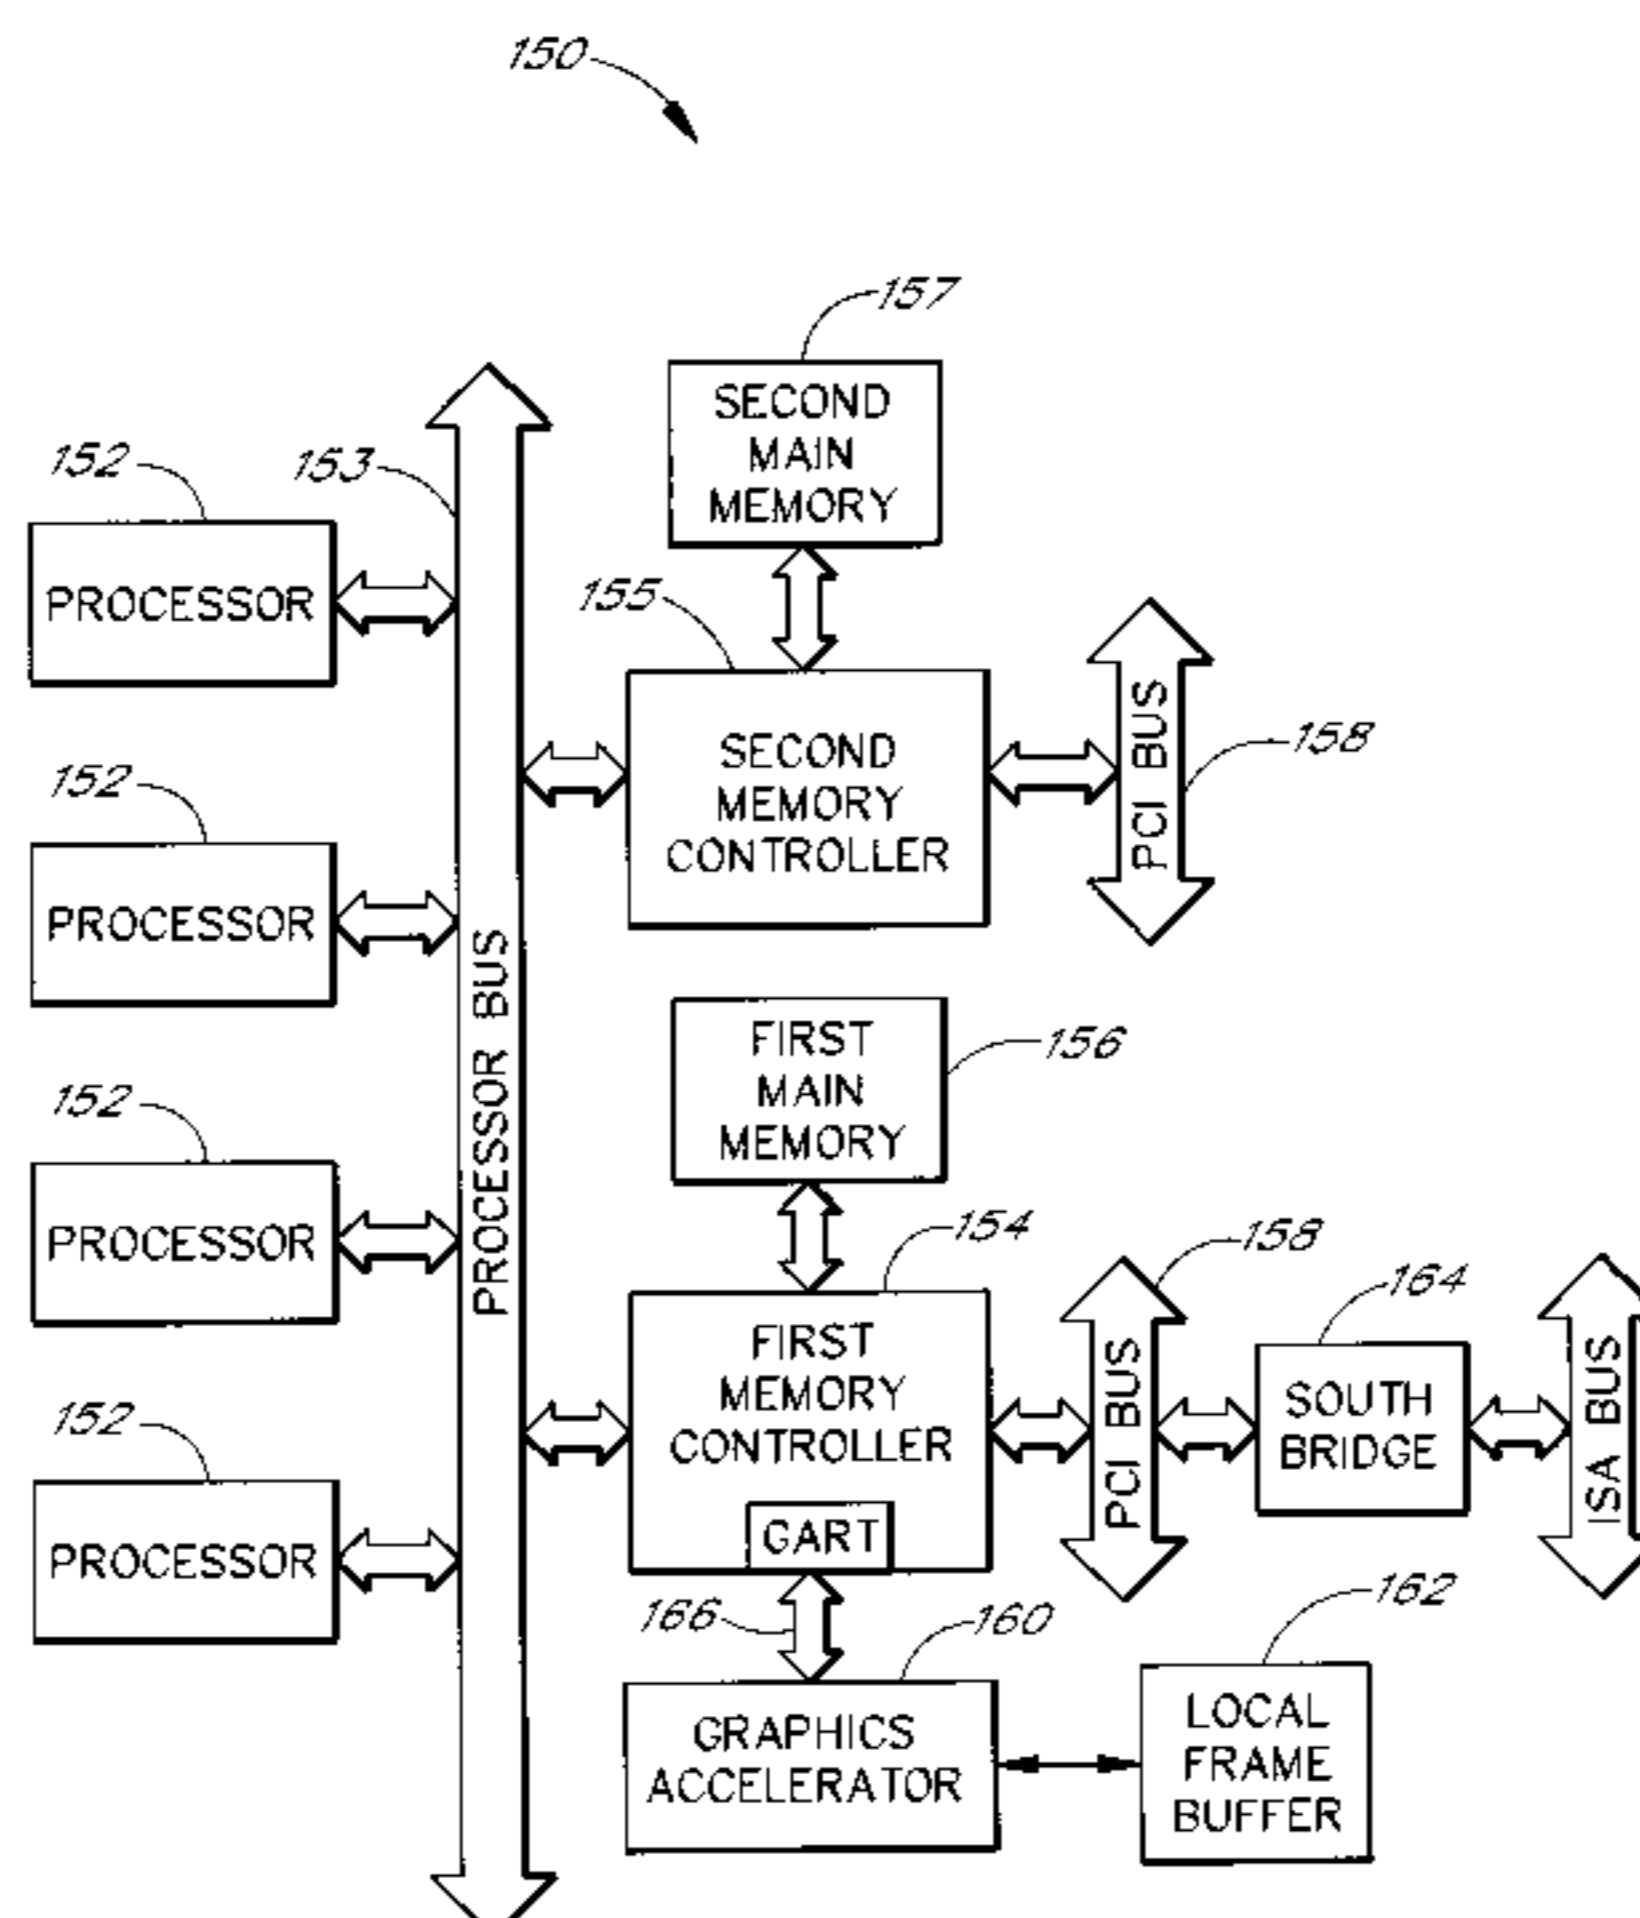 150
157
SECOND
MAIN
MEMORY
152
153
PROCESSOR
155
PCI BUS
158
SECOND
MEMORY
CONTROLLER
152
PROCESSOR
PROCESSOR BUS
FIRST
MAIN
MEMORY
156
152
PROCESSOR
154
158
164
FIRST
MEMORY
CONTROLLER
GART
PCI BUS
SOUTH
BRIDGE
ISA BUS
152
PROCESSOR
166
160
162
GRAPHICS
ACCELERATOR
LOCAL
FRAME
BUFFER